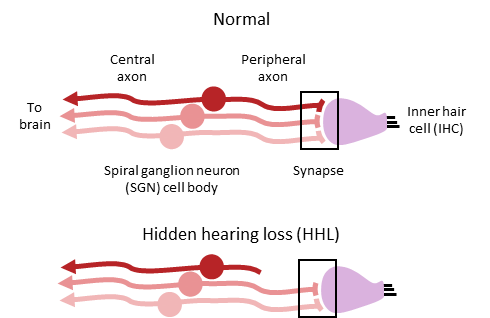 Normal
Central
axon
Peripheral
axon
To
brain
Inner hair
cell (IHC)
Spiral ganglion neuron
(SGN) cell body
Synapse
Hidden hearing loss (HHL)